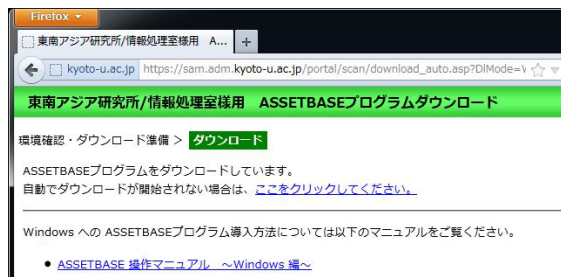 Firefox
東南アジア研究所/情報処理室様用 A... +
kyoto-u.ac.jp https://sam.adm.kyoto-u.ac.jp/portal/scan/download_auto.asp?DlMode=
東南アジア研究所/情報処理室様用 ASSETBASEプログラムダウンロード
環境確認・ダウンロード準備 > ダウンロード
ASSETBASEプログラムをダウンロードしています。
自動でダウンロードが開始されない場合は、ここをクリックしてください。
Windows への ASSETBASEプログラム導入方法については以下のマニュアルをご覧ください。
• ASSETBASE 操作マニュアル ～Windows 編～